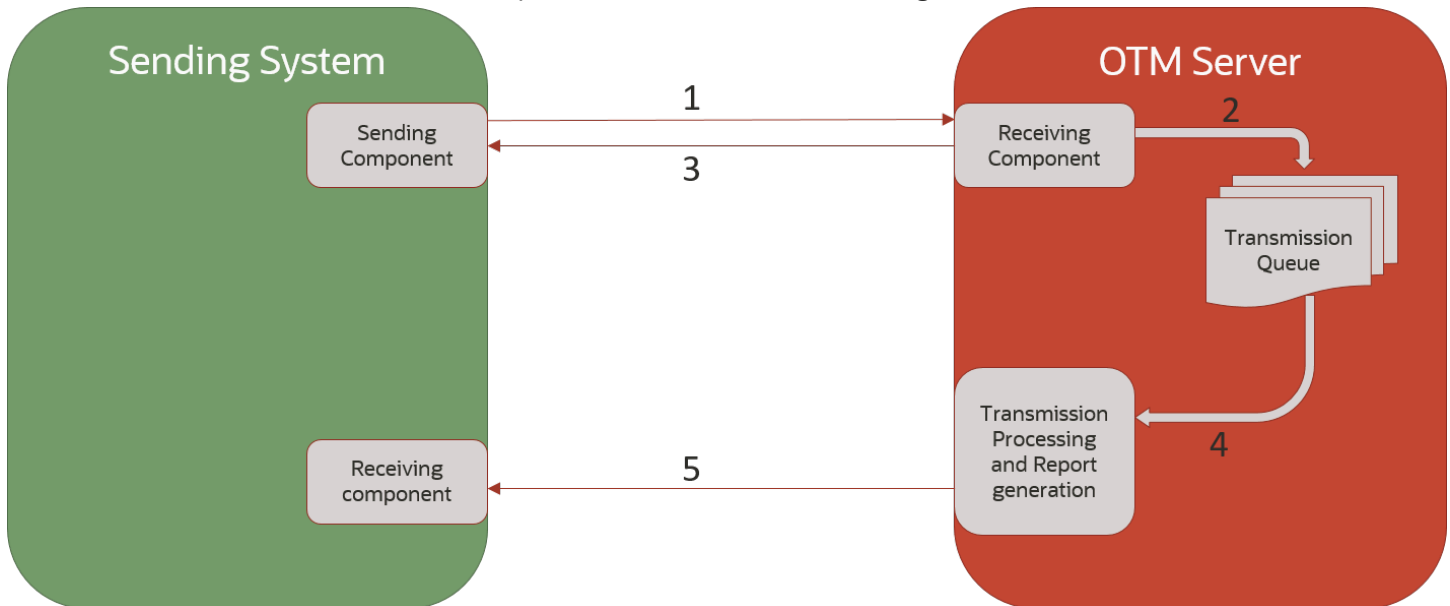 Sending System
OTM Server
1
2
Sending
Component
Receiving
Component
3
Transmission
Queue
Transmission
Processing
and Report
generation
4
Receiving
component
5